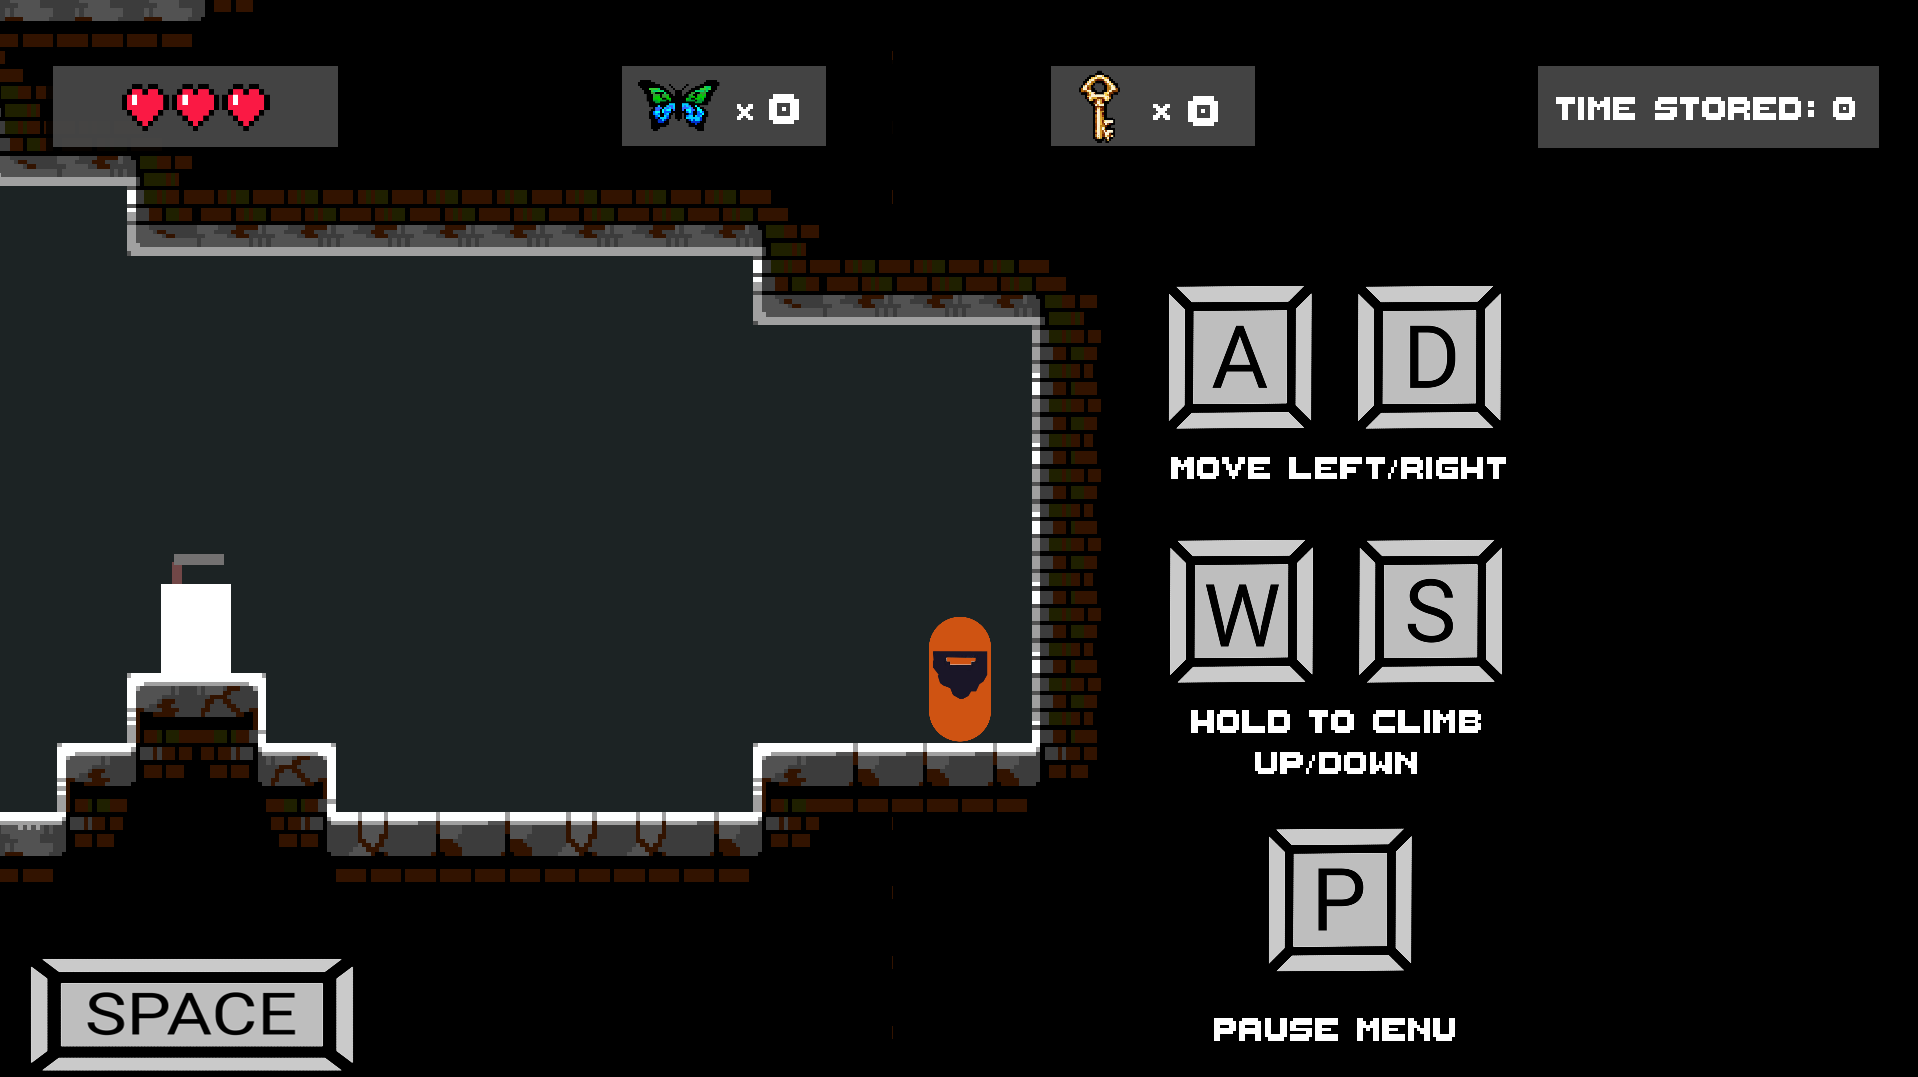 x 0
x 0
TIME STORED: 0
A D
MOVE LEFT/RIGHT
W S
HOLD TO CLIMB
UP/DOWN
P
PAUSE MENU
SPACE